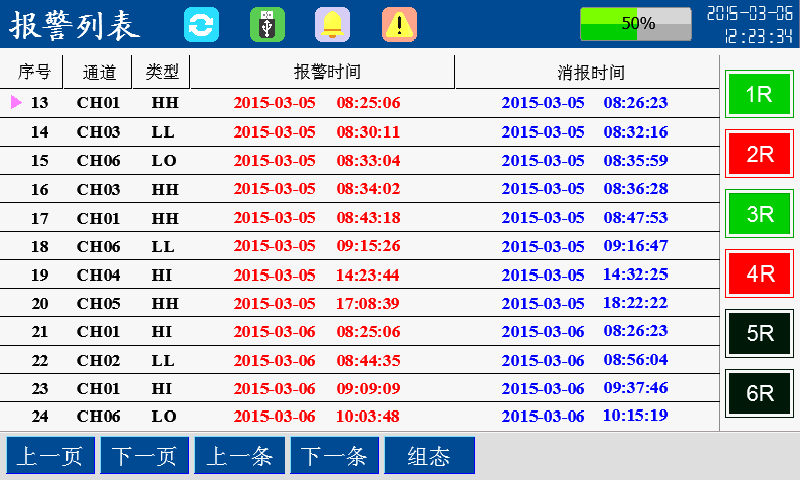 报警列表 50% 2015-03-06
12:23:34
序号 通道 类型 报警时间 消报时间
13 CH01 HH 2015-03-05 08:25:06 2015-03-05 08:26:23 1R
14 CH03 LL 2015-03-05 08:30:11 2015-03-05 08:32:16
15 CH06 LO 2015-03-05 08:33:04 2015-03-05 08:35:59 2R
16 CH03 HH 2015-03-05 08:34:02 2015-03-05 08:36:28
17 CH01 HH 2015-03-05 08:43:18 2015-03-05 08:47:53 3R
18 CH06 LL 2015-03-05 09:15:26 2015-03-05 09:16:47
19 CH04 HI 2015-03-05 14:23:44 2015-03-05 14:32:25 4R
20 CH05 HH 2015-03-05 17:08:39 2015-03-05 18:22:22
21 CH01 HI 2015-03-06 08:25:06 2015-03-06 08:26:23 5R
22 CH02 LL 2015-03-06 08:44:35 2015-03-06 08:56:04
23 CH01 HI 2015-03-06 09:09:09 2015-03-06 09:37:46 6R
24 CH06 LO 2015-03-06 10:03:48 2015-03-06 10:15:19
上一页 下一页 上一条 下一条 组态